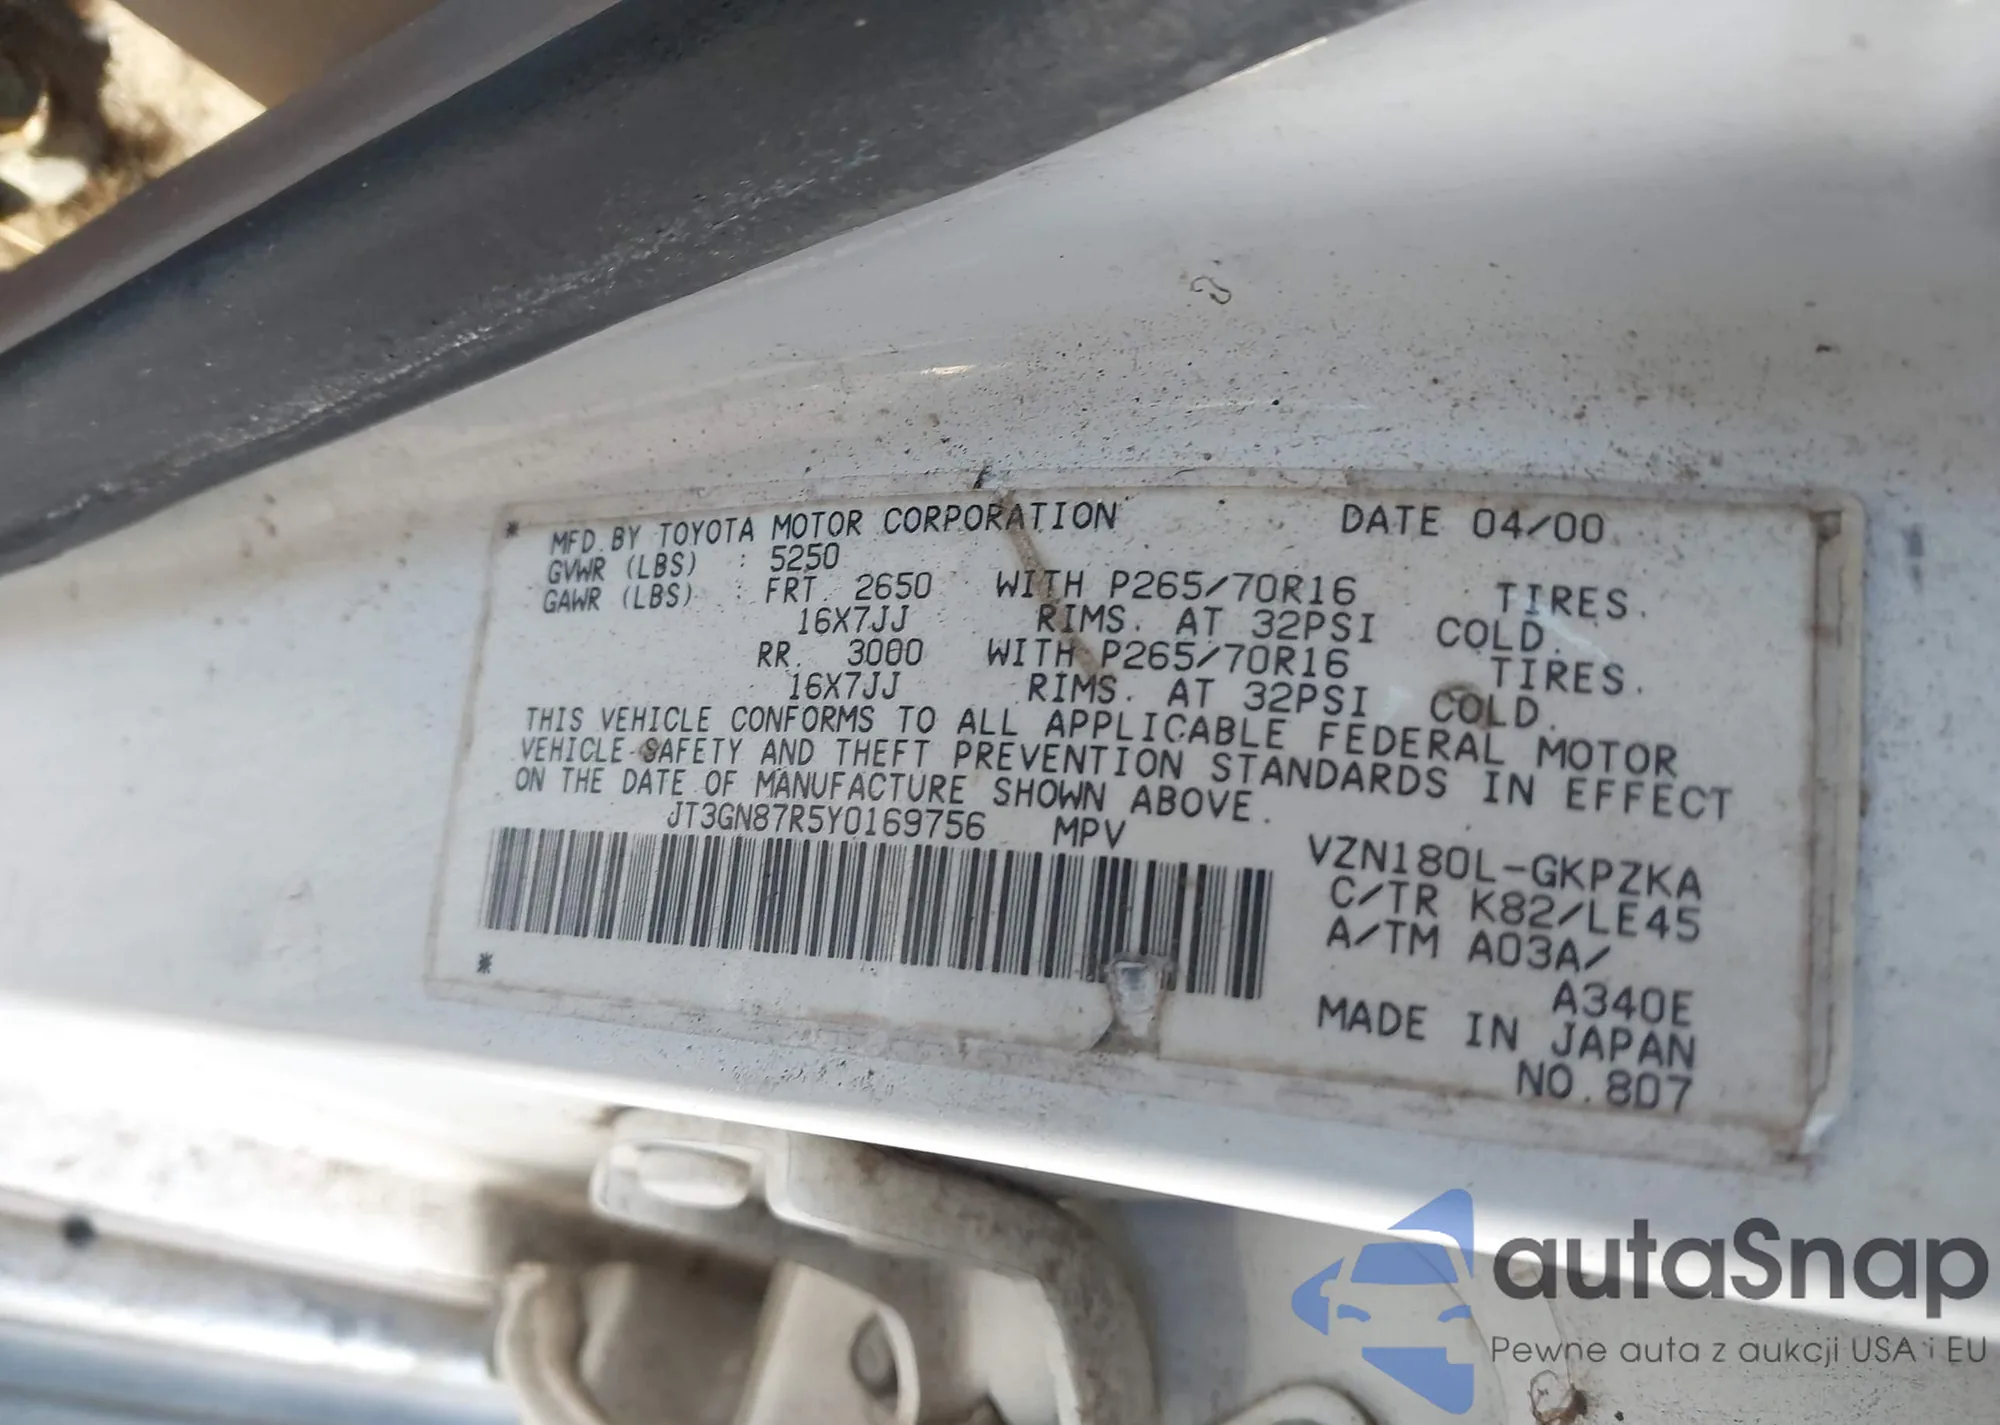 * MFD. BY TOYOTA MOTOR CORPORATION DATE 04/00
GVWR (LBS) : 5250
GAWR (LBS) : FRT. 2650 WITH P265/70R16 TIRES.
16X7JJ RIMS. AT 32PSI COLD.
RR. 3000 WITH P265/70R16 TIRES.
16X7JJ RIMS. AT 32PSI COLD.
THIS VEHICLE CONFORMS TO ALL APPLICABLE FEDERAL MOTOR
VEHICLE SAFETY AND THEFT PREVENTION STANDARDS IN EFFECT
ON THE DATE OF MANUFACTURE SHOWN ABOVE.
JT3GN87R5Y0169756 MPV
VZN180L-GKPZKA
C/TR K82/LE45
A/TM A03A/
A340E
*
MADE IN JAPAN
NO.807
autaSnap
Pewne auta z aukcji USA i EU